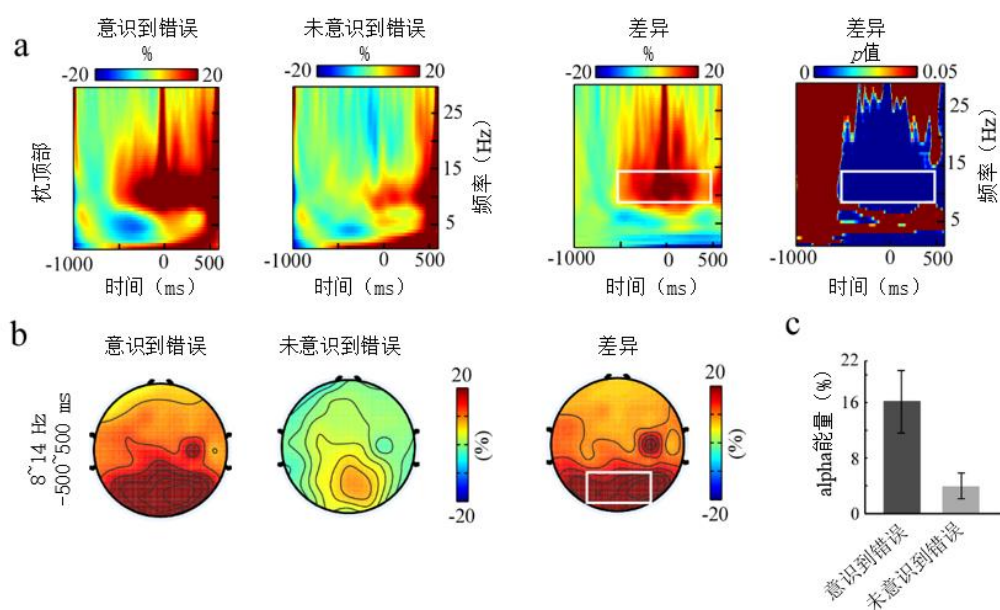 a
意识到错误
未意识到错误
差异
差异
%
%
%
p值
-20 20
-20 20
-20 20
0 0.05
枕顶部
25
15
5
频率（Hz）
25
15
5
频率（Hz）
-1000 0 500
-1000 0 500
-1000 0 500
-1000 0 500
时间（ms）
时间（ms）
时间（ms）
时间（ms）
b
意识到错误
未意识到错误
差异
8~14 Hz
-500~500 ms
20
(%)
-20
20
(%)
-20
c
alpha能量（%）
22
16
8
4
0
意识到错误
未意识到错误